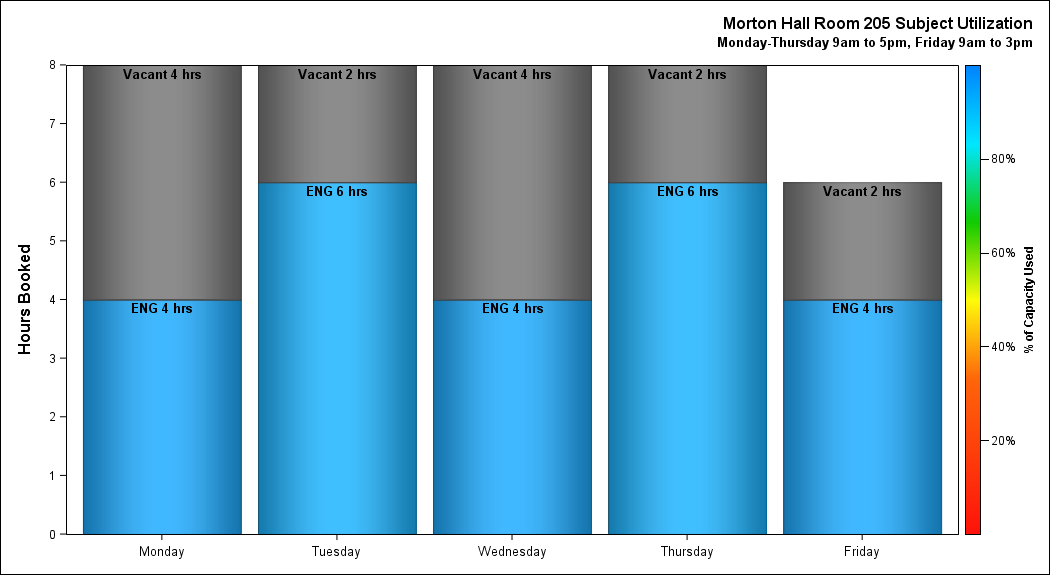 Morton Hall Room 205 Subject Utilization
Monday-Thursday 9am to 5pm, Friday 9am to 3pm
Hours Booked
8
7
6
5
4
3
2
1
0
Vacant 4 hrs
ENG 4 hrs
Vacant 2 hrs
ENG 6 hrs
Vacant 4 hrs
ENG 4 hrs
Vacant 2 hrs
ENG 6 hrs
Vacant 2 hrs
ENG 4 hrs
Monday
Tuesday
Wednesday
Thursday
Friday
80%
60%
40%
20%
% of Capacity Used